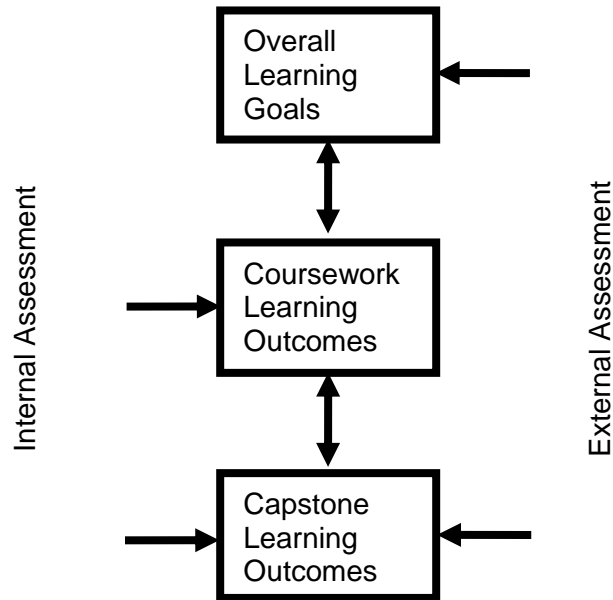 Overall
Learning
Goals
Internal Assessment
Coursework
Learning
Outcomes
External Assessment
Capstone
Learning
Outcomes